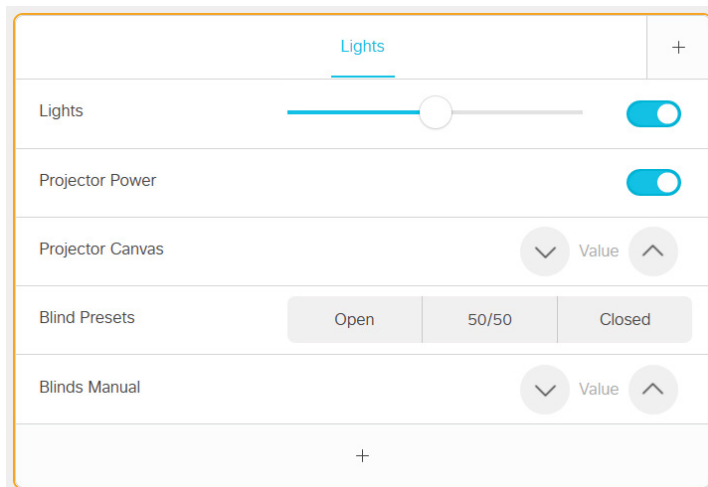 Lights
+
Lights
Projector Power
Projector Canvas
Value
Blind Presets
Open
50/50
Closed
Blinds Manual
Value
+